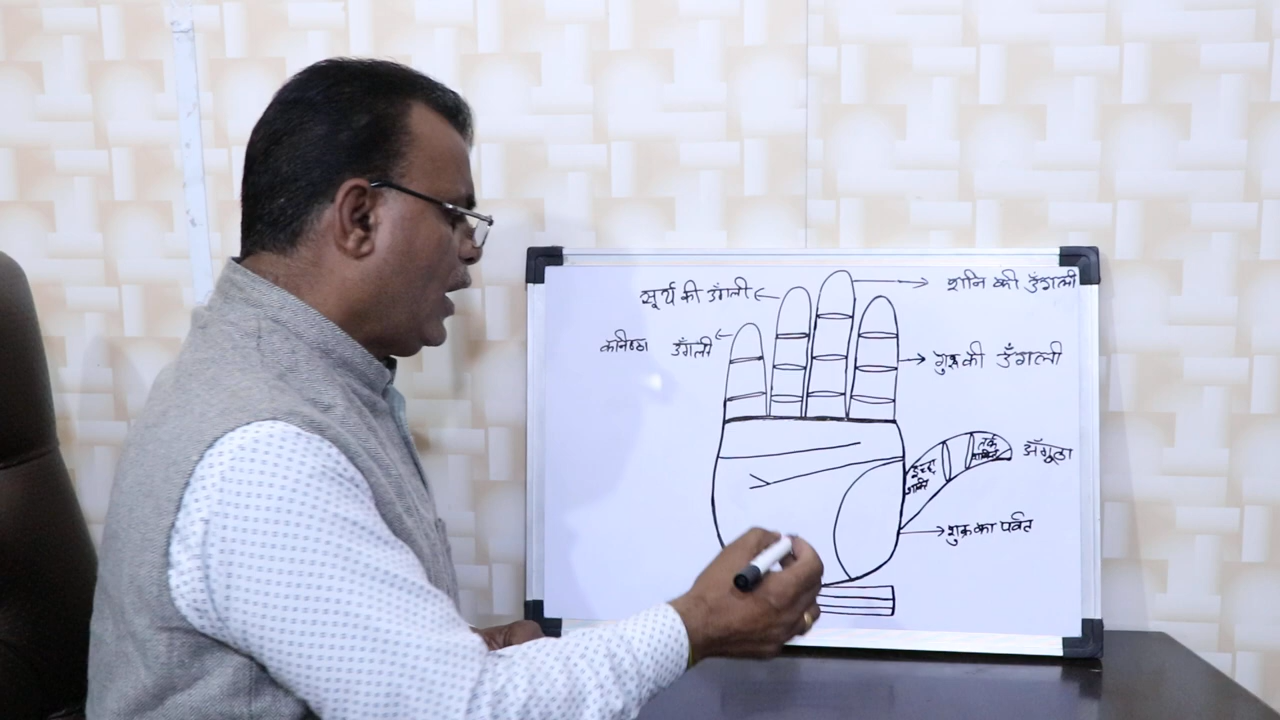 सूर्य की उँगली
शनि की उँगली
कनिष्ठा उँगली
गुरु की उँगली
तर्क
शक्ति
अँगूठा
इच्छा
शक्ति
शुक्र का पर्वत